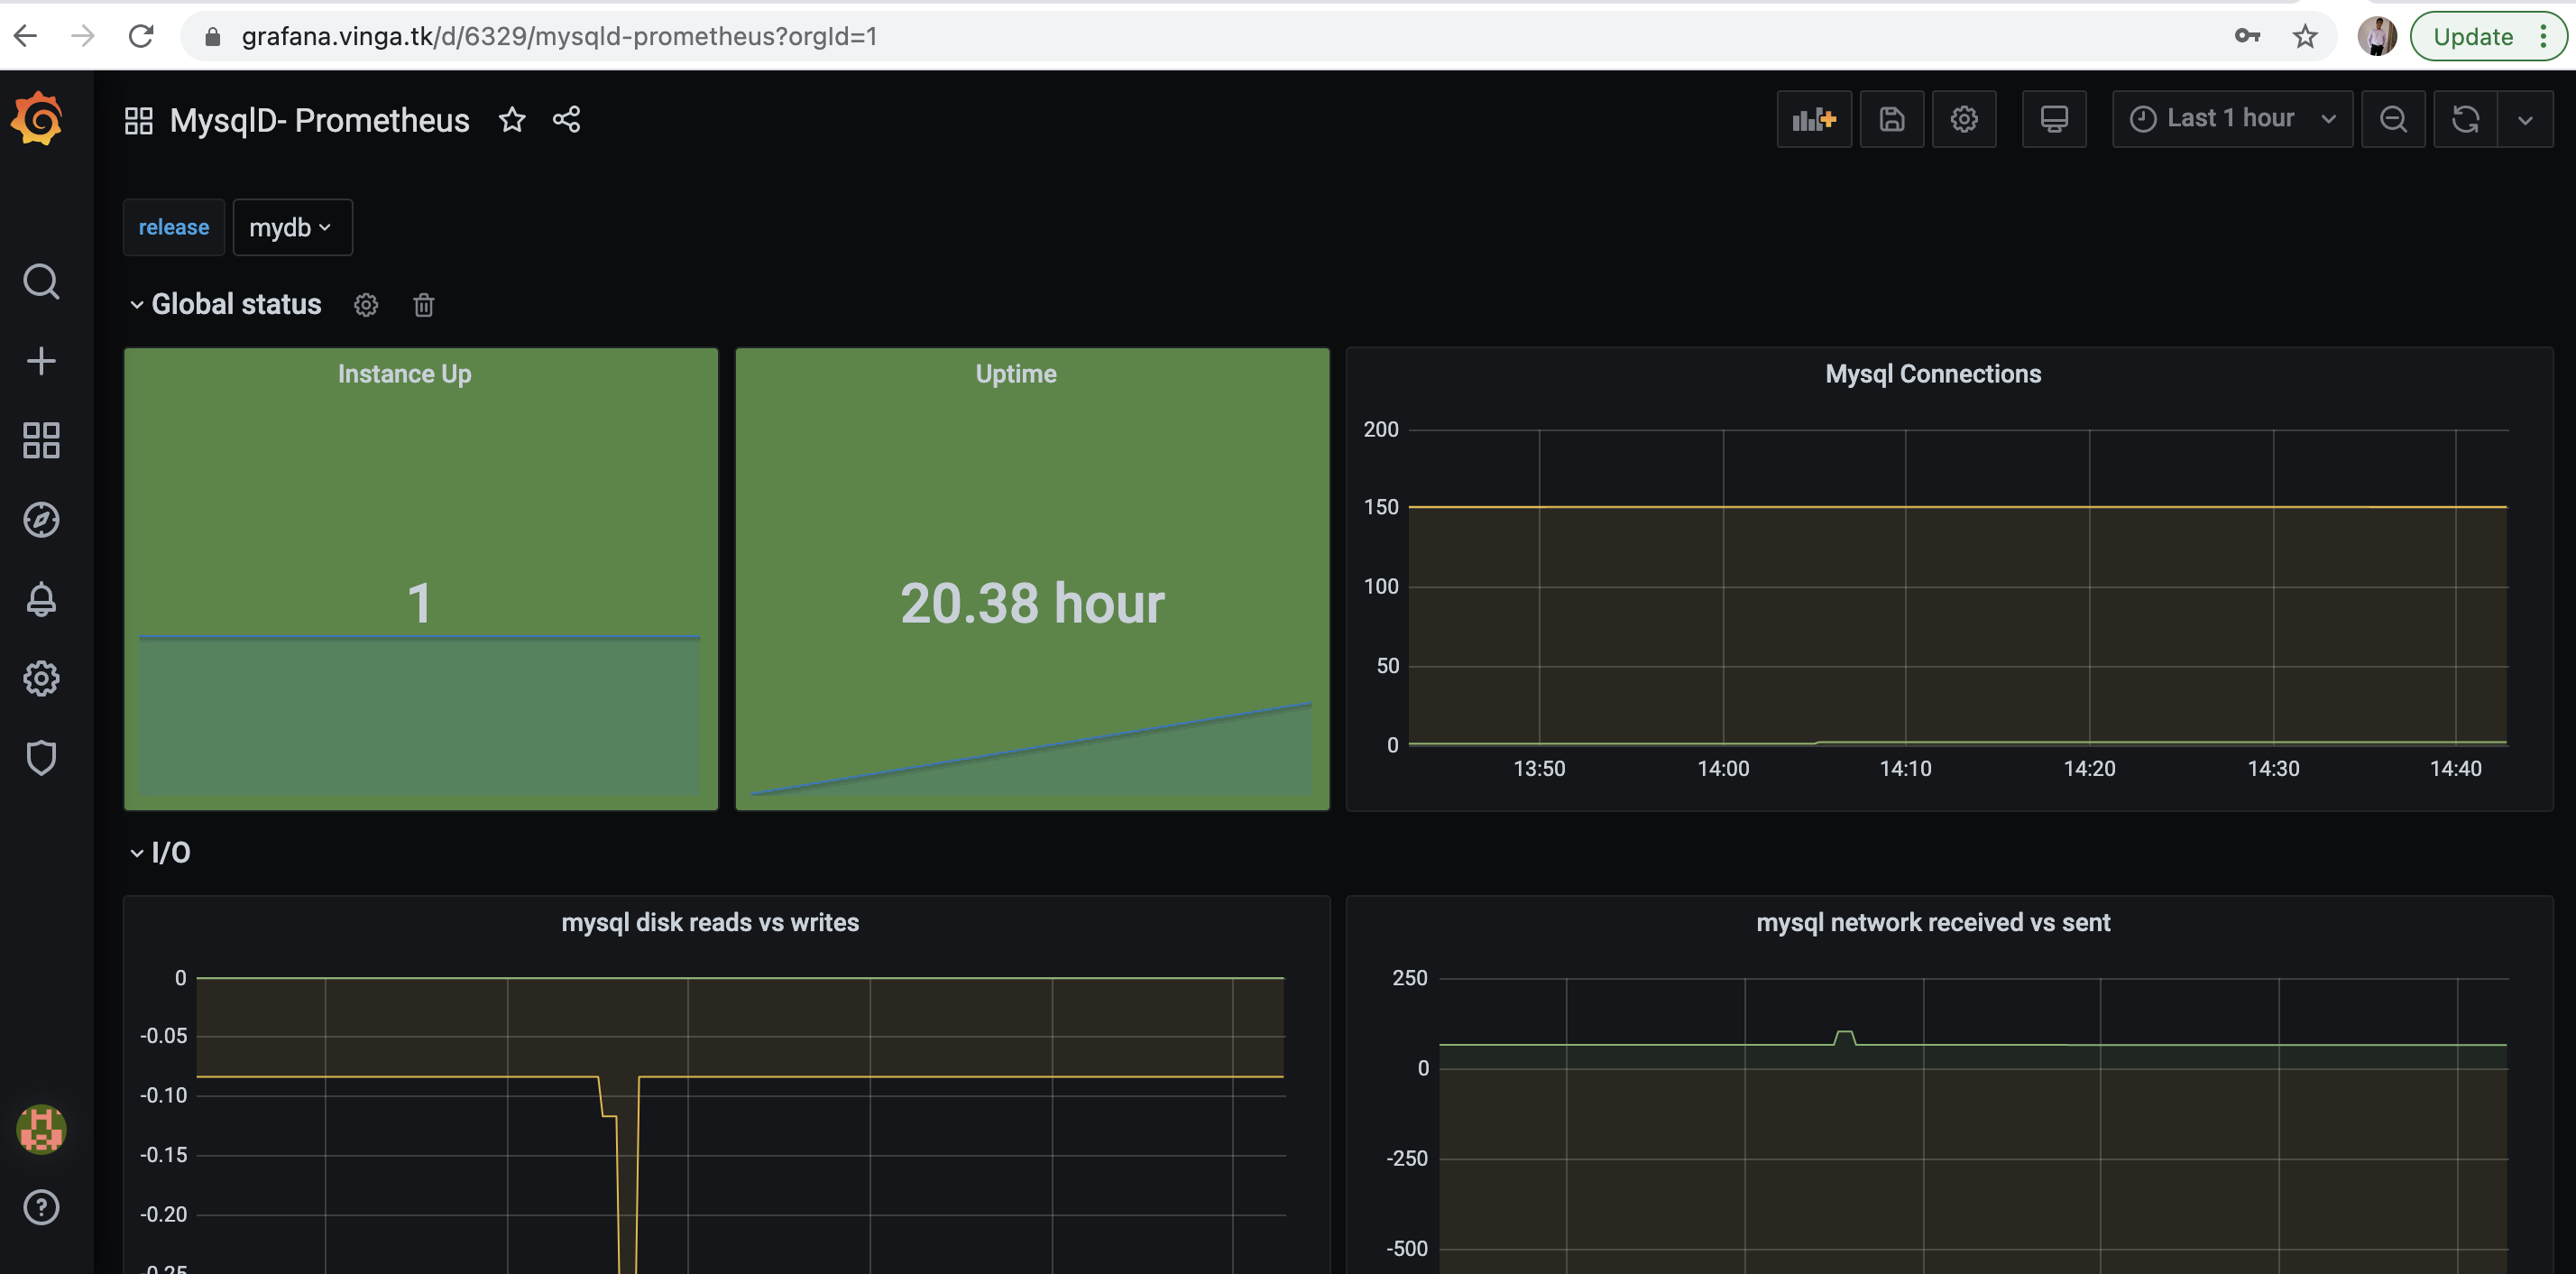 grafana.vinga.tk/d/6329/mysqld-prometheus?orgId=1
Update
MysqlD- Prometheus
Last 1 hour
release
mydb
Global status
Instance Up
1
Uptime
20.38 hour
Mysql Connections
200
150
100
50
0
13:50 14:00 14:10 14:20 14:30 14:40
I/O
mysql disk reads vs writes
0
-0.05
-0.10
-0.15
-0.20
-0.25
mysql network received vs sent
250
0
-250
-500